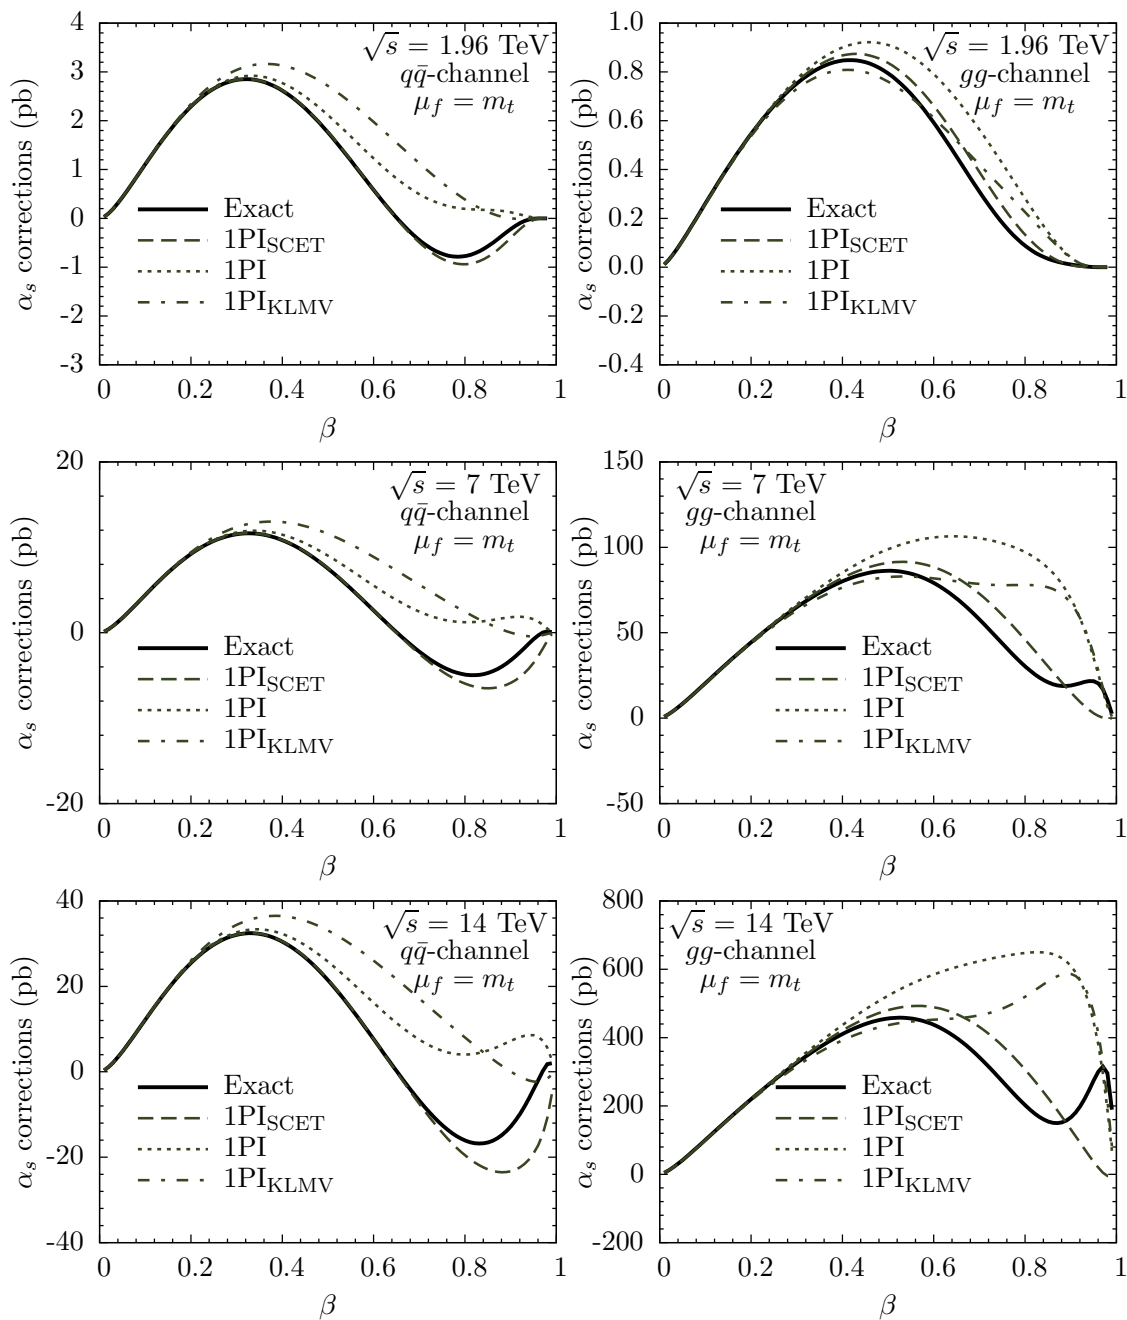 4
3
2
1
0
-1
-2
-3
0
0.2
0.4
0.6
0.8
1
αs corrections (pb)
β
√s = 1.96 TeV
qq̄-channel
μf = mt
Exact
1PISCET
1PI
1PIKLMV
1.0
0.8
0.6
0.4
0.2
0.0
0.2
-0.4
0
0.2
0.4
0.6
0.8
1
αs corrections (pb)
β
√s = 1.96 TeV
gg-channel
μf = mt
Exact
1PISCET
1PI
1PIKLMV
20
0
-20
0
0.2
0.4
0.6
0.8
1
αs corrections (pb)
β
√s = 7 TeV
qq̄-channel
μf = mt
Exact
1PISCET
1PI
1PIKLMV
150
100
50
0
-50
0
0.2
0.4
0.6
0.8
1
αs corrections (pb)
β
√s = 7 TeV
gg-channel
μf = mt
Exact
1PISCET
1PI
1PIKLMV
40
20
0
-20
-40
0
0.2
0.4
0.6
0.8
1
αs corrections (pb)
β
√s = 14 TeV
qq̄-channel
μf = mt
Exact
1PISCET
1PI
1PIKLMV
800
600
400
200
0
-200
0
0.2
0.4
0.6
0.8
1
αs corrections (pb)
β
√s = 14 TeV
gg-channel
μf = mt
Exact
1PISCET
1PI
1PIKLMV